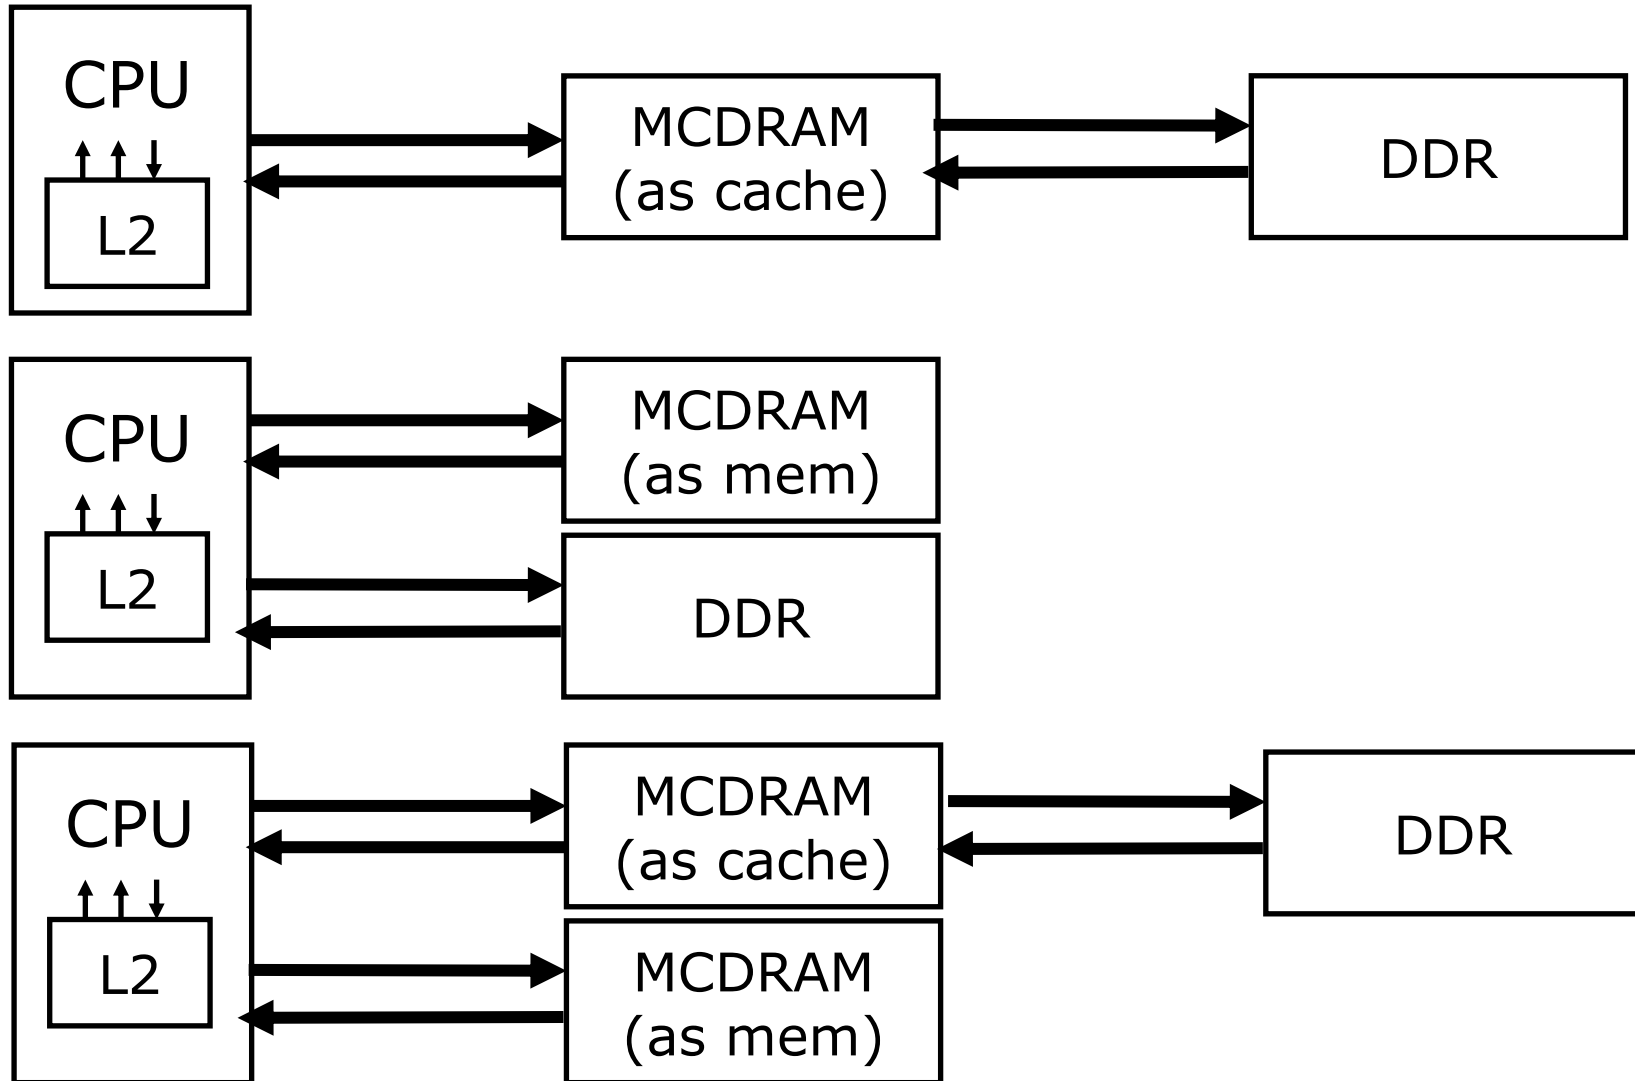 CPU
L2
MCDRAM
(as cache)
DDR
CPU
L2
MCDRAM
(as mem)
DDR
CPU
L2
MCDRAM
(as cache)
DDR
MCDRAM
(as mem)